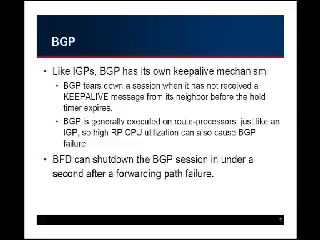 BGP
• Like IGPs, BGP has its own keepalive mechanism.
• BGP tears down a session when it has not received a
KEEPALIVE message from its neighbor before the hold
timer expires.
• BGP is generally executed on route-processors, just like an
IGP, so high RP CPU utilization can also cause BGP
failure.
• BFD can shutdown the BGP session in under a
second after a forwarding path failure.